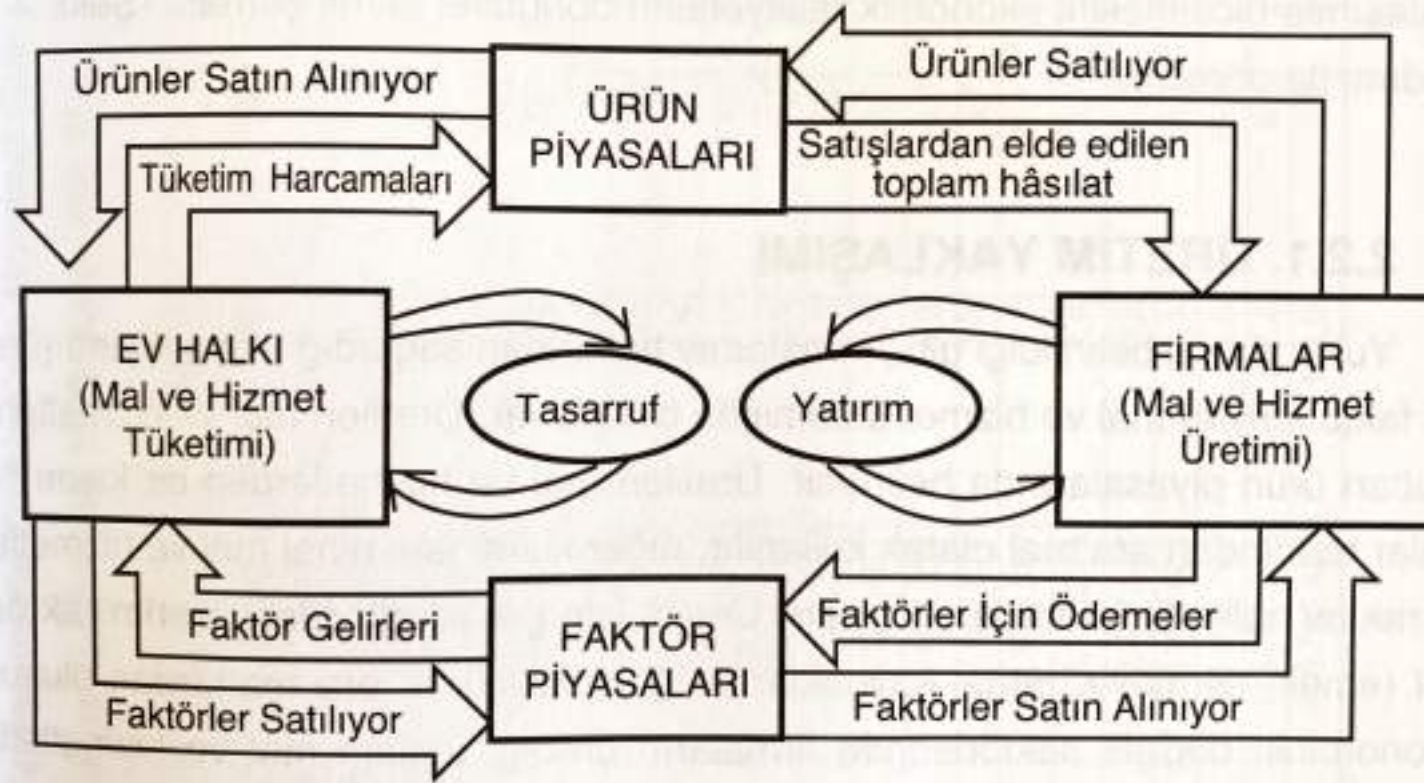 Ürünler Satın Alınıyor
ÜRÜN
PİYASALARI
Ürünler Satılıyor
Tüketim Harcamaları
Satışlardan elde edilen
toplam hâsılat
EV HALKI
(Mal ve Hizmet
Tüketimi)
Tasarruf
Yatırım
FİRMALAR
(Mal ve Hizmet
Üretimi)
Faktör Gelirleri
FAKTÖR
PİYASALARI
Faktörler İçin Ödemeler
Faktörler Satılıyor
Faktörler Satın Alınıyor